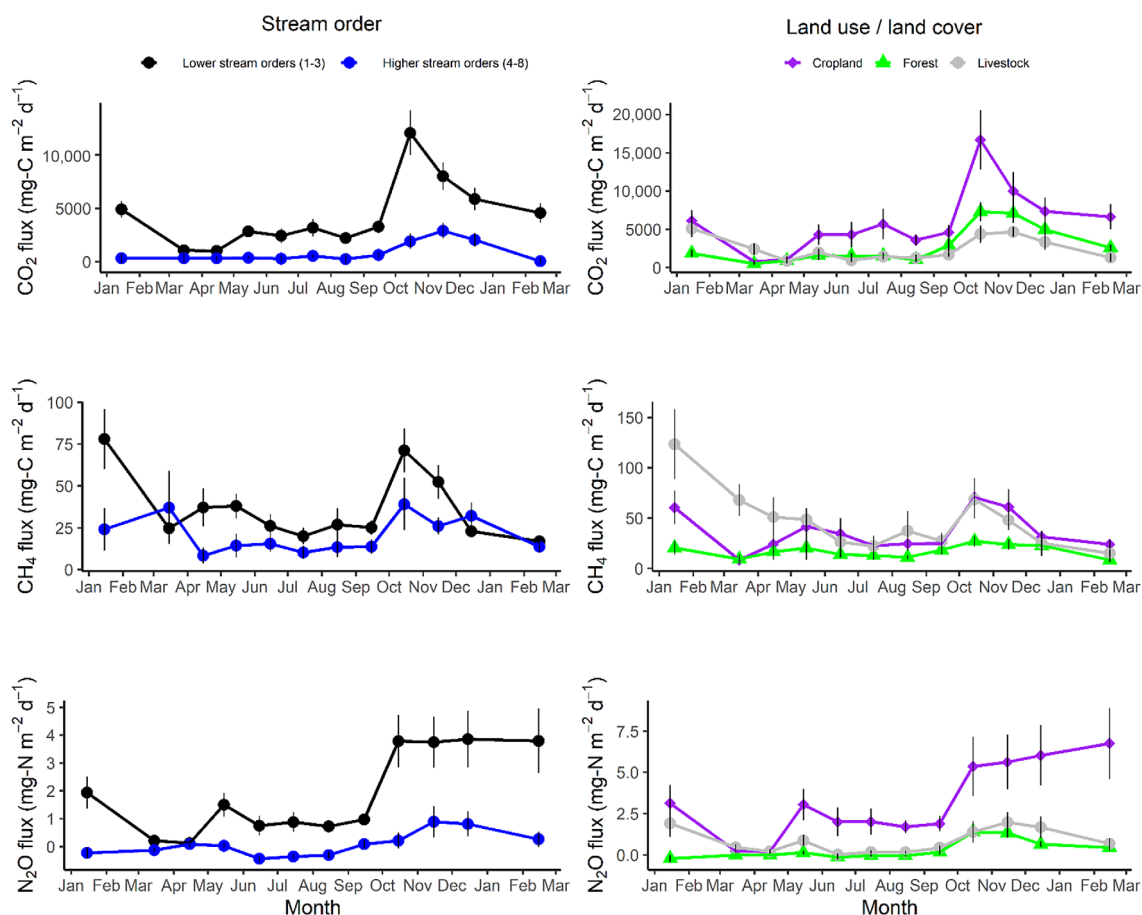 Stream order
Lower stream orders (1-3) Higher stream orders (4-8)
CO₂ flux (mg-C m⁻² d⁻¹)
10,000
5000
0
Jan Feb Mar Apr May Jun Jul Aug Sep Oct Nov Dec Jan Feb Mar
Land use / land cover
Cropland Forest Livestock
CO₂ flux (mg-C m⁻² d⁻¹)
20,000
15,000
10,000
5000
0
Jan Feb Mar Apr May Jun Jul Aug Sep Oct Nov Dec Jan Feb Mar
CH₄ flux (mg-C m⁻² d⁻¹)
100
75
50
25
0
Jan Feb Mar Apr May Jun Jul Aug Sep Oct Nov Dec Jan Feb Mar
CH₄ flux (mg-C m⁻² d⁻¹)
150
100
50
0
Jan Feb Mar Apr May Jun Jul Aug Sep Oct Nov Dec Jan Feb Mar
N₂O flux (mg-N m⁻² d⁻¹)
5
4
3
2
1
0
Jan Feb Mar Apr May Jun Jul Aug Sep Oct Nov Dec Jan Feb Mar
Month
N₂O flux (mg-N m⁻² d⁻¹)
7.5
5.0
2.5
0.0
Jan Feb Mar Apr May Jun Jul Aug Sep Oct Nov Dec Jan Feb Mar
Month